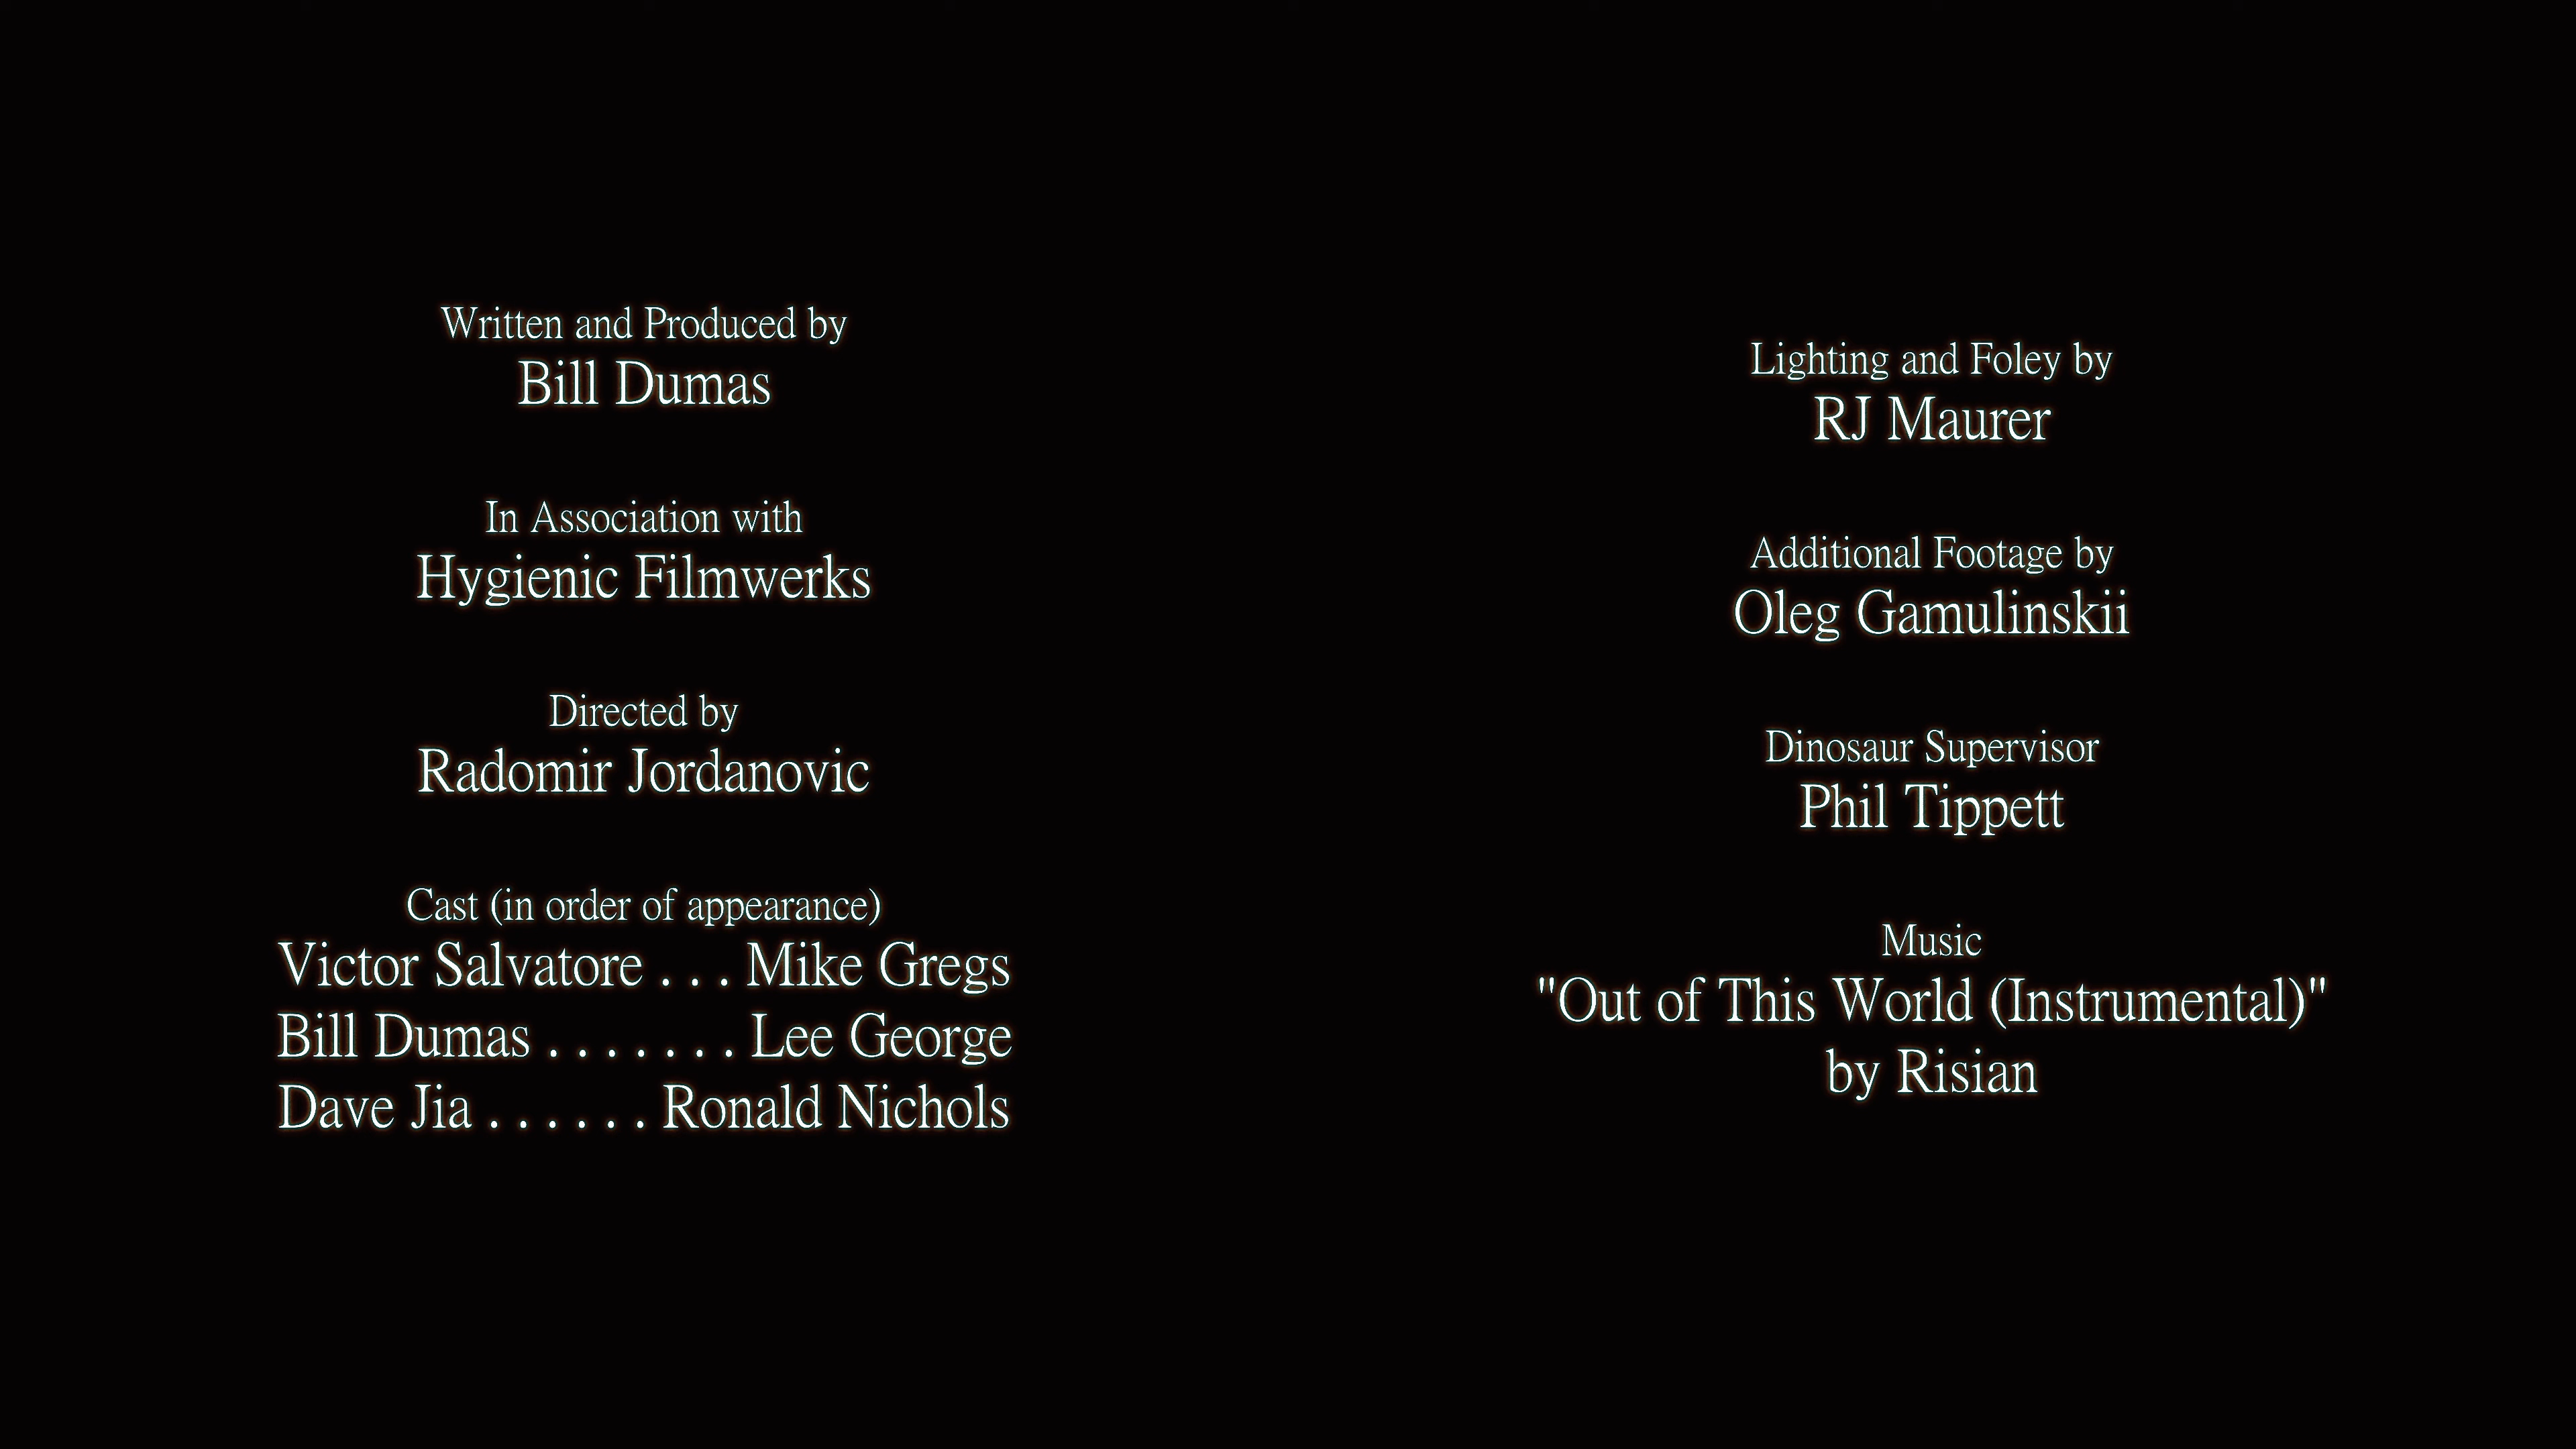 Written and Produced by
Bill Dumas
In Association with
Hygienic Filmwerks
Directed by
Radomir Jordanovic
Cast (in order of appearance)
Victor Salvatore . . . Mike Gregs
Bill Dumas . . . . . . . Lee George
Dave Jia . . . . . . Ronald Nichols
Lighting and Foley by
RJ Maurer
Additional Footage by
Oleg Gamulinskii
Dinosaur Supervisor
Phil Tippett
Music
"Out of This World (Instrumental)"
by Risian